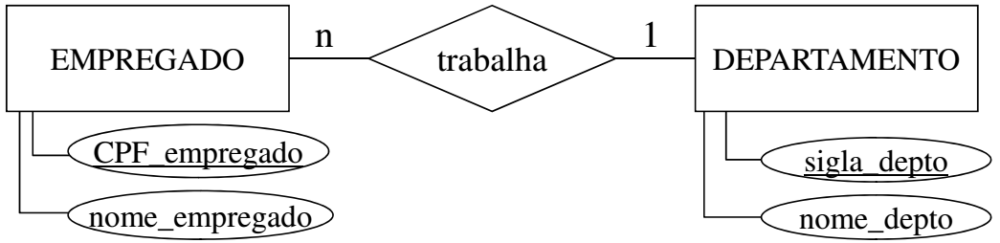 EMPREGADO
n
trabalha
1
DEPARTAMENTO
CPF_empregado
nome_empregado
sigla_depto
nome_depto